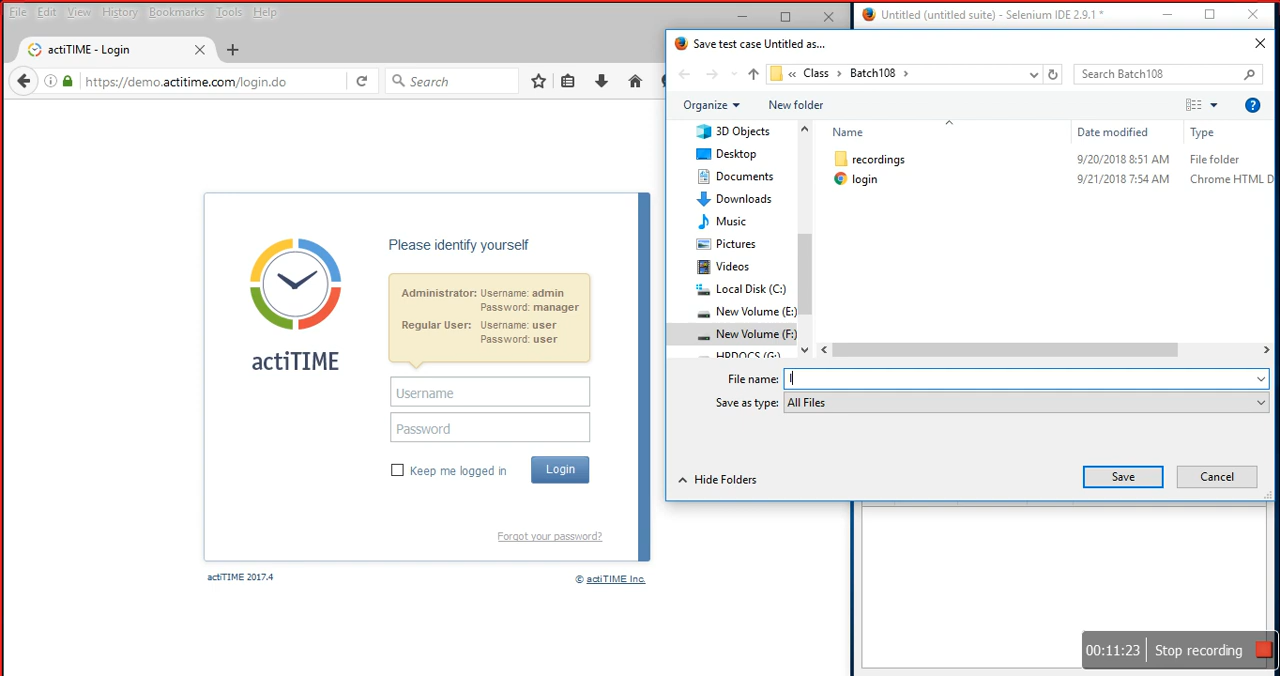 File Edit View History Bookmarks Tools Help
actiTIME - Login
https://demo.actitime.com/login.do
Search
Please identify yourself
Administrator: Username: admin
Password: manager
Regular User: Username: user
Password: user
actiTIME
Username
Password
Keep me logged in
Login
Forgot your password?
actiTIME 2017.4
© actiTIME Inc.
Untitled (untitled suite) - Selenium IDE 2.9.1 *
Save test case Untitled as...
« Class > Batch108 >
Search Batch108
Organize
New folder
Name Date modified Type
3D Objects
Desktop
Documents
Downloads
Music
Pictures
Videos
Local Disk (C:)
New Volume (E:)
New Volume (F:)
HRDOCS (G:)
recordings 9/20/2018 8:51 AM File folder
login 9/21/2018 7:54 AM Chrome HTML D
File name: l
Save as type: All Files
Hide Folders
Save
Cancel
00:11:23 Stop recording